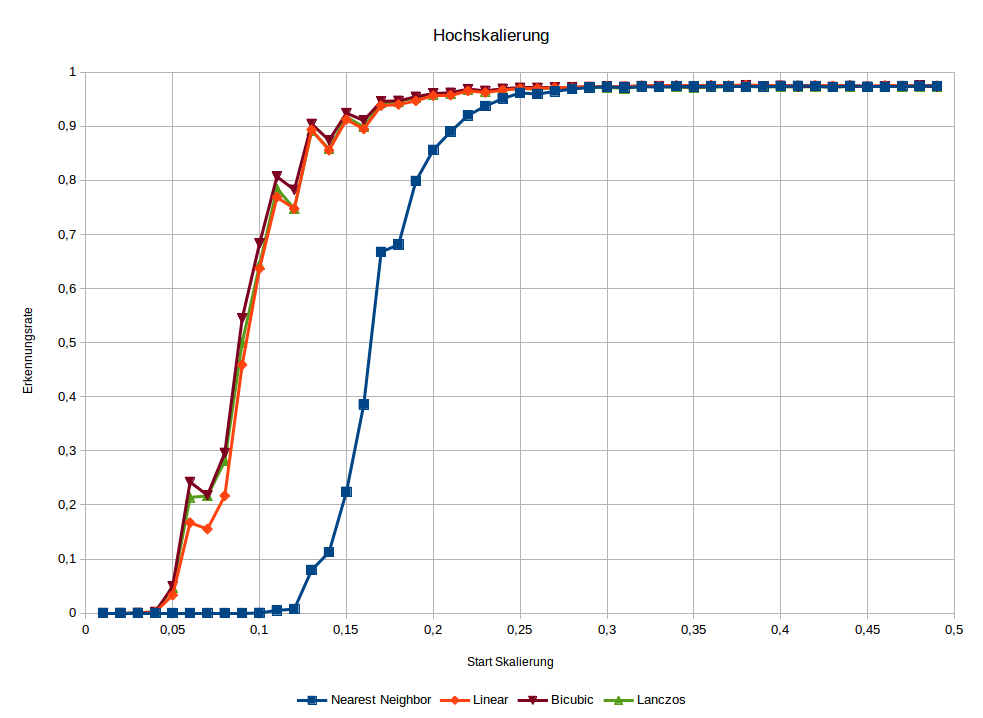 Hochskalierung
1
0,9
0,8
0,7
0,6
0,5
0,4
0,3
0,2
0,1
0
Erkennungsrate
0 0,05 0,1 0,15 0,2 0,25 0,3 0,35 0,4 0,45 0,5
Start Skalierung
Nearest Neighbor Linear Bicubic Lanczos